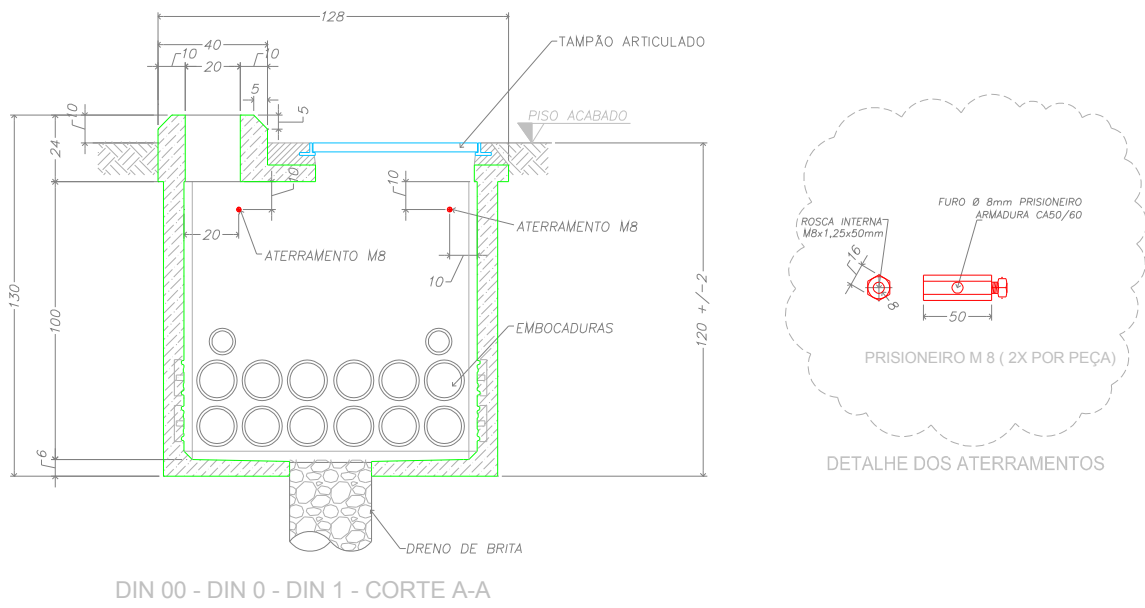 128
40
10
20
10
5
5
10
24
130
100
6
TAMPÃO ARTICULADO
PISO ACABADO
10
10
20
ATERRAMENTO M8
ATERRAMENTO M8
10
120 +/-2
EMBOCADURAS
DRENO DE BRITA
DIN 00 - DIN 0 - DIN 1 - CORTE A-A
FURO Ø 8mm PRISIONEIRO
ARMADURA CA50/60
ROSCA INTERNA
M8x1,25x50mm
16
8
50
PRISIONEIRO M 8 ( 2X POR PEÇA)
DETALHE DOS ATERRAMENTOS